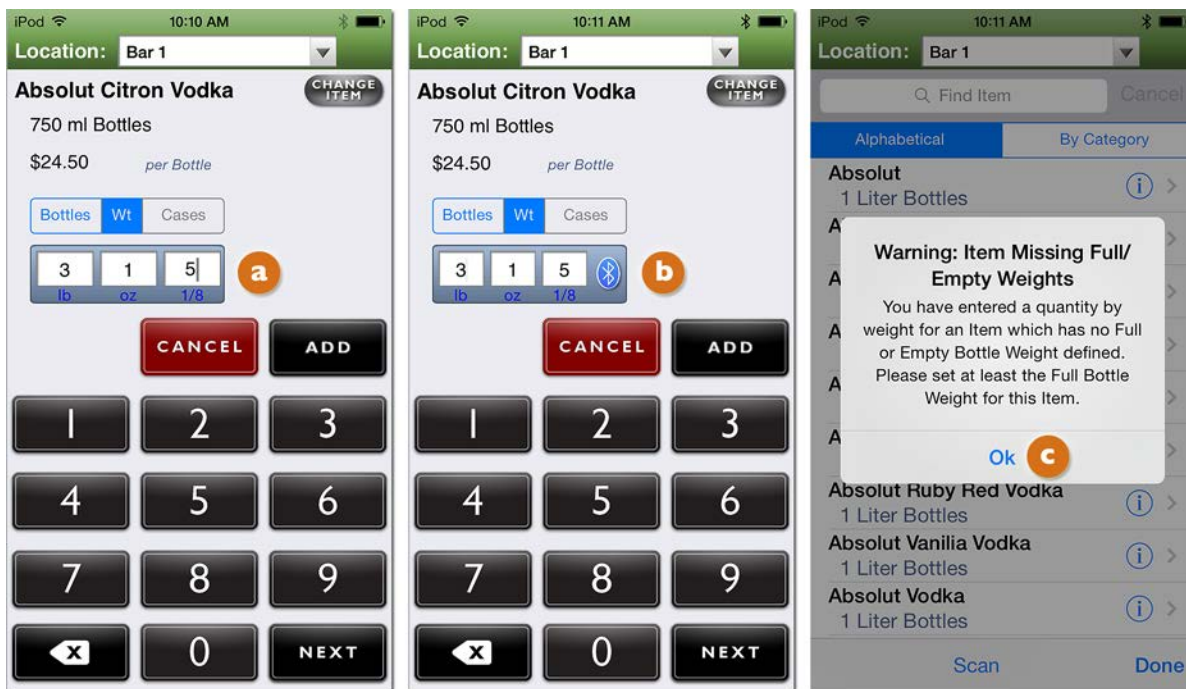 iPod 10:10 AM
Location: Bar 1
Absolut Citron Vodka
CHANGE
ITEM
750 ml Bottles
$24.50 per Bottle
Bottles Wt Cases
3 1 5
lb oz 1/8
a
CANCEL ADD
1 2 3
4 5 6
7 8 9
X 0 NEXT
iPod 10:11 AM
Location: Bar 1
Absolut Citron Vodka
CHANGE
ITEM
750 ml Bottles
$24.50 per Bottle
Bottles Wt Cases
3 1 5
lb oz 1/8
b
CANCEL ADD
1 2 3
4 5 6
7 8 9
X 0 NEXT
iPod 10:11 AM
Location: Bar 1
Find Item Cancel
Alphabetical By Category
Absolut
1 Liter Bottles
A
A
A
A
A
Warning: Item Missing Full/
Empty Weights
You have entered a quantity by
weight for an Item which has no Full
or Empty Bottle Weight defined.
Please set at least the Full Bottle
Weight for this Item.
Ok
c
Absolut Ruby Red Vodka
1 Liter Bottles
Absolut Vanilia Vodka
1 Liter Bottles
Absolut Vodka
1 Liter Bottles
Scan Done